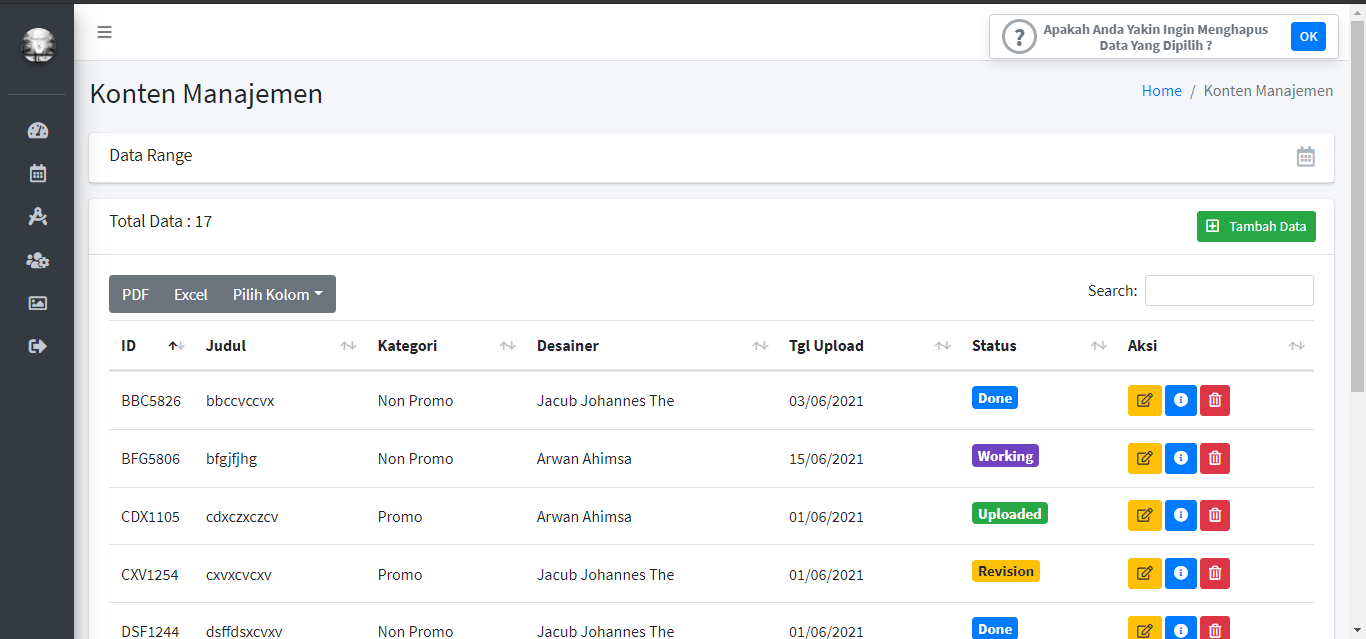 Apakah Anda Yakin Ingin Menghapus
Data Yang Dipilih ?
OK
Konten Manajemen
Home / Konten Manajemen
Data Range
Total Data : 17
Tambah Data
PDF Excel Pilih Kolom
Search:
ID Judul Kategori Desainer Tgl Upload Status Aksi
BBC5826 bbccvccvx Non Promo Jacub Johannes The 03/06/2021 Done
BFG5806 bfgjfjhg Non Promo Arwan Ahimsa 15/06/2021 Working
CDX1105 cdxczxczcv Promo Arwan Ahimsa 01/06/2021 Uploaded
CXV1254 cxvxcvcxv Promo Jacub Johannes The 01/06/2021 Revision
DSF1244 dsffdsxcvxv Non Promo Jacub Johannes The 01/06/2021 Done